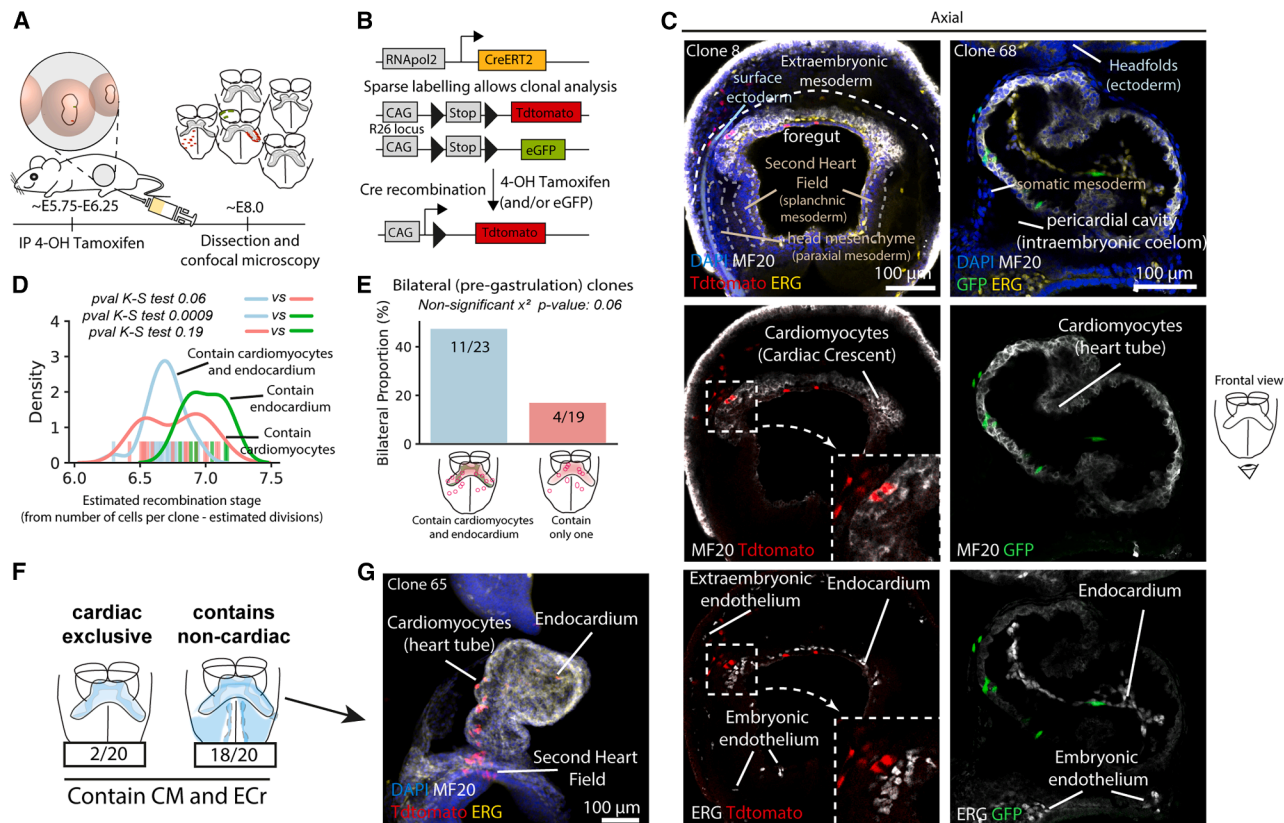 A
~E5.75-E6.25
~E8.0
IP 4-OH Tamoxifen
Dissection and
confocal microscopy
B
RNApol2
CreERT2
Sparse labelling allows clonal analysis
CAG
Stop
Tdtomato
R26 locus
CAG
Stop
eGFP
Cre recombination
4-OH Tamoxifen
(and/or eGFP)
CAG
Tdtomato
C
Axial
Clone 8
surface
ectoderm
Extraembryonic
mesoderm
foregut
Second Heart
Field
(splanchnic
mesoderm)
head mesenchyme
(paraxial mesoderm)
DAPI MF20
Tdtomato ERG
100 µm
Clone 68
Headfolds
(ectoderm)
somatic mesoderm
pericardial cavity
(intraembryonic coelom)
DAPI MF20
GFP ERG
100 µm
Cardiomyocytes
(Cardiac Crescent)
MF20 Tdtomato
Cardiomyocytes
(heart tube)
MF20 GFP
Frontal view
Extraembryonic
endothelium
Endocardium
Embryonic
endothelium
ERG Tdtomato
Endocardium
Embryonic
endothelium
ERG GFP
D
pval K-S test 0.06
vs
pval K-S test 0.0009
vs
pval K-S test 0.19
vs
Contain cardiomyocytes
and endocardium
Contain
endocardium
Contain
cardiomyocytes
Density
4
3
2
1
0
6.0
6.5
7.0
7.5
Estimated recombination stage
(from number of cells per clone - estimated divisions)
E
Bilateral (pre-gastrulation) clones
Non-significant x² p-value: 0.06
Bilateral Proportion (%)
40
20
0
11/23
4/19
Contain cardiomyocytes
and endocardium
Contain
only one
F
cardiac
exclusive
contains
non-cardiac
2/20
18/20
Contain CM and ECr
G
Clone 65
Cardiomyocytes
(heart tube)
Endocardium
Second Heart
Field
DAPI MF20
Tdtomato ERG
100 µm